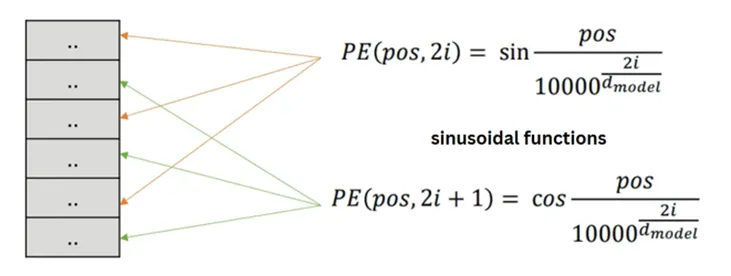 ..
PE(pos, 2i) = sin pos / 10000^(2i / d_model)
..
..
sinusoidal functions
..
..
PE(pos, 2i + 1) = cos pos / 10000^(2i / d_model)
..